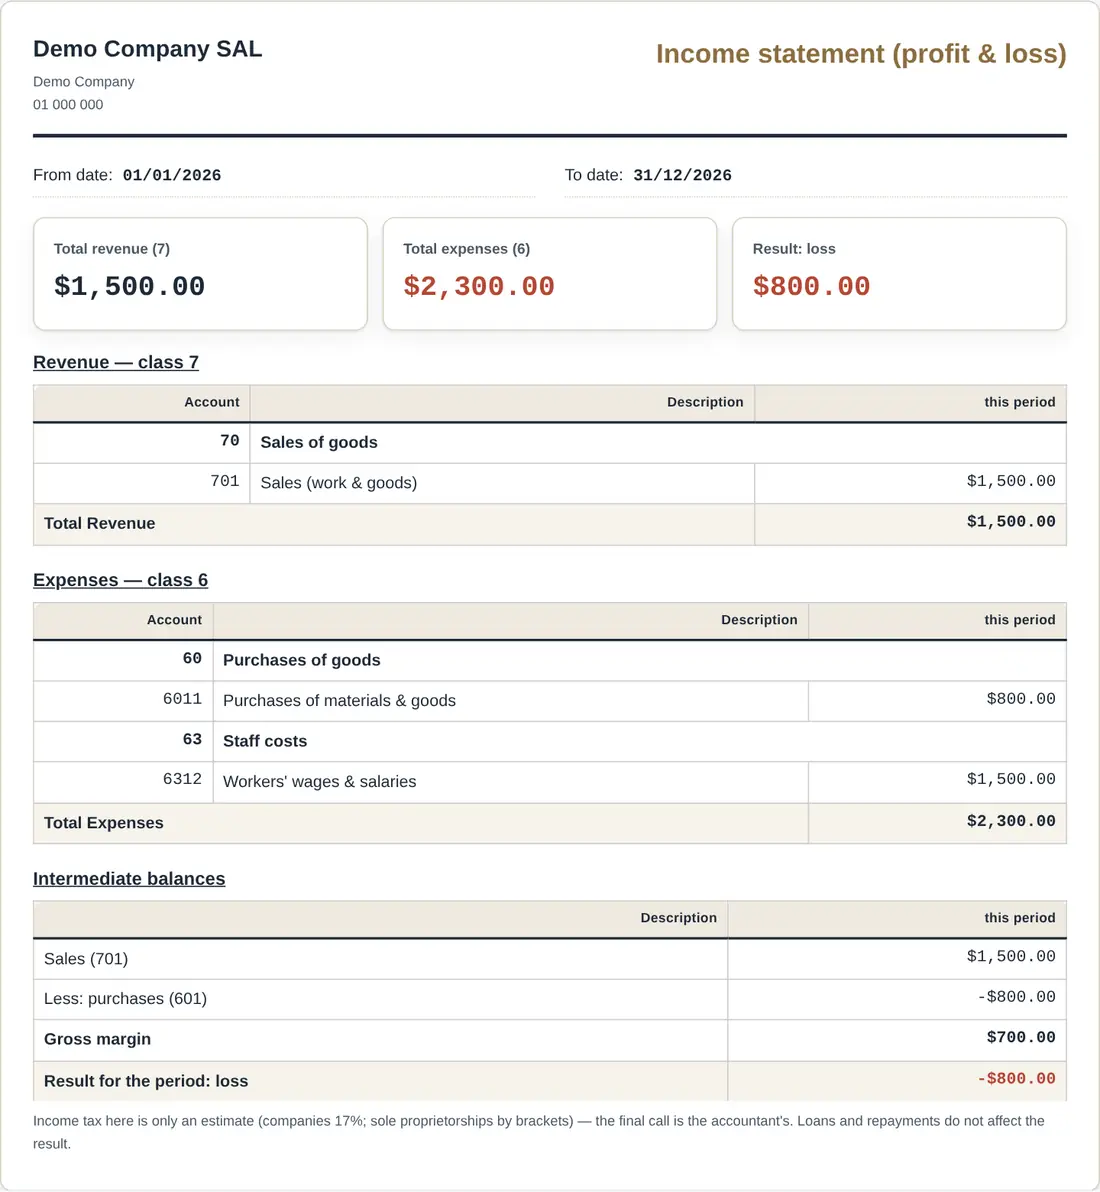 Demo Company SAL
Income statement (profit & loss)
Demo Company
01 000 000
From date: 01/01/2026
To date: 31/12/2026
Total revenue (7)
$1,500.00
Total expenses (6)
$2,300.00
Result: loss
$800.00
Revenue — class 7
Account Description this period
70 Sales of goods
701 Sales (work & goods) $1,500.00
Total Revenue $1,500.00
Expenses — class 6
Account Description this period
60 Purchases of goods
6011 Purchases of materials & goods $800.00
63 Staff costs
6312 Workers' wages & salaries $1,500.00
Total Expenses $2,300.00
Intermediate balances
Description this period
Sales (701) $1,500.00
Less: purchases (601) -$800.00
Gross margin $700.00
Result for the period: loss -$800.00
Income tax here is only an estimate (companies 17%; sole proprietorships by brackets) — the final call is the accountant's. Loans and repayments do not affect the
result.